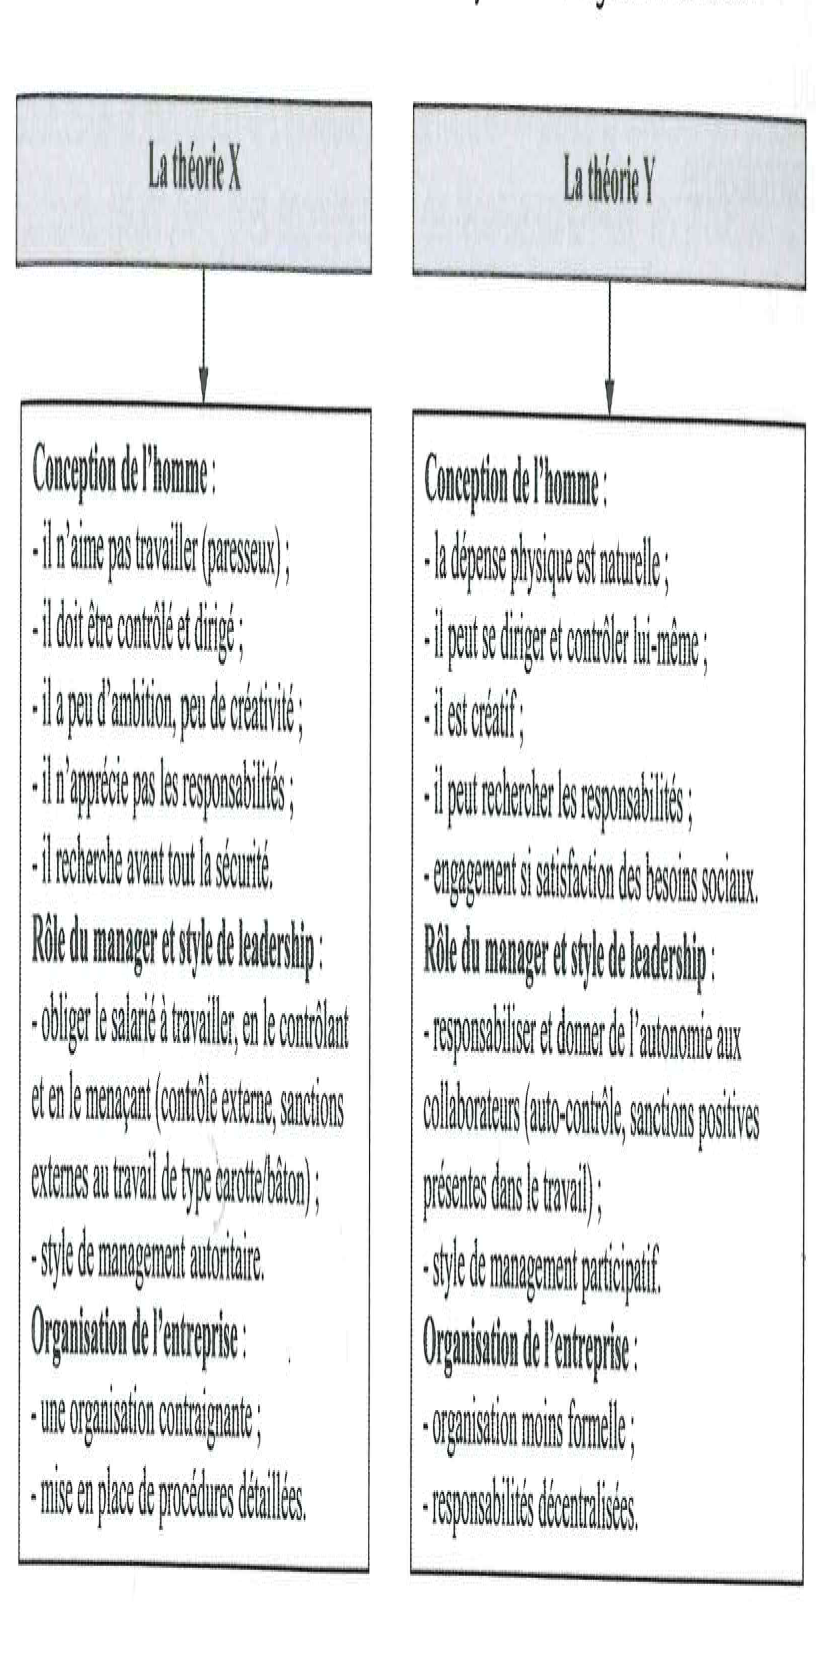 La théorie X
Conception de l'homme :
- il n'aime pas travailler (paresseux) ;
- il doit être contrôlé et dirigé ;
- il a peu d'ambition, peu de créativité ;
- il n'apprécie pas les responsabilités ;
- il recherche avant tout la sécurité.
Rôle du manager et style de leadership :
- obliger le salarié à travailler, en le contrôlant
et en le menaçant (contrôle externe, sanctions
externes au travail de type carotte/bâton) ;
- style de management autoritaire.
Organisation de l'entreprise :
- une organisation contraignante ;
- mise en place de procédures détaillées.
La théorie Y
Conception de l'homme :
- la dépense physique est naturelle ;
- il peut se diriger et contrôler lui-même ;
- il est créatif ;
- il peut rechercher les responsabilités ;
- engagement si satisfaction des besoins sociaux.
Rôle du manager et style de leadership :
- responsabiliser et donner de l'autonomie aux
collaborateurs (auto-contrôle, sanctions positives
présentes dans le travail) ;
- style de management participatif.
Organisation de l'entreprise :
- organisation moins formelle ;
- responsabilités décentralisées.